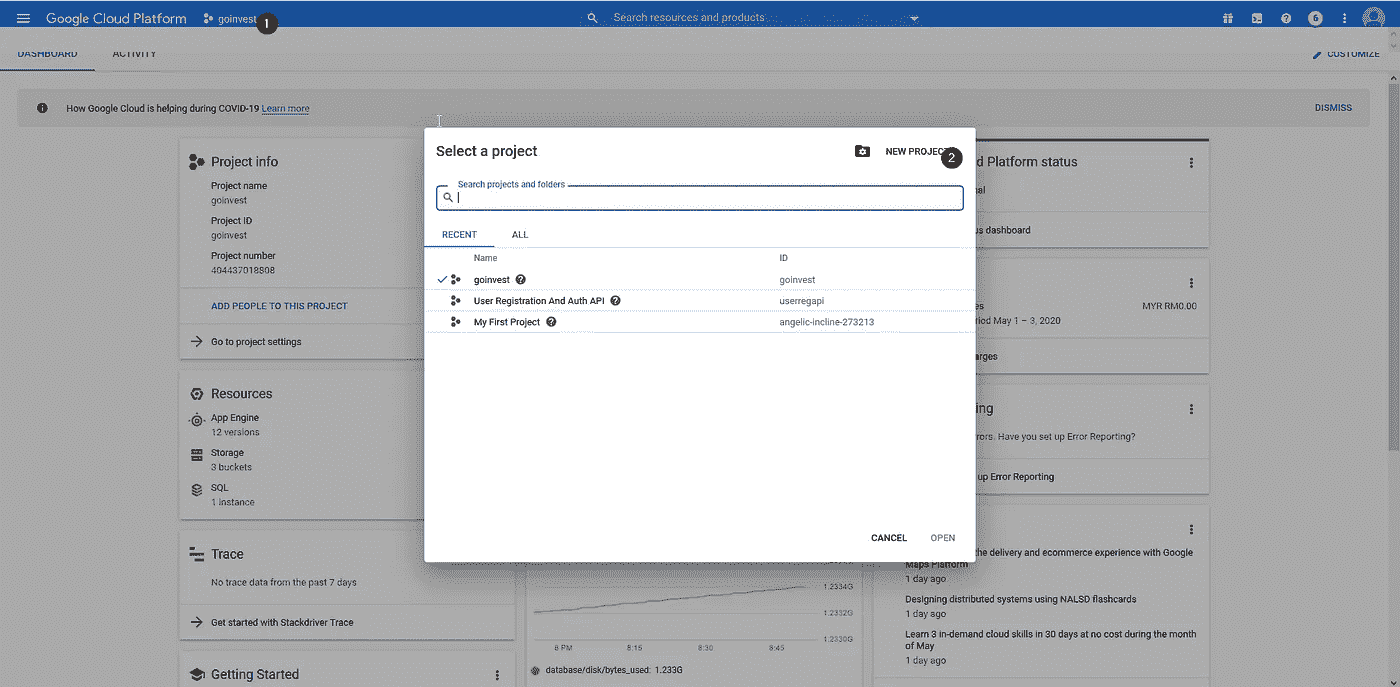 Google Cloud Platform
goinvest
1
Search resources and products
6
DASHBOARD
ACTIVITY
CUSTOMIZE
How Google Cloud is helping during COVID-19 Learn more
DISMISS
Project info
Project name
goinvest
Project ID
goinvest
Project number
404437018808
ADD PEOPLE TO THIS PROJECT
Go to project settings
Resources
App Engine
12 versions
Storage
3 buckets
SQL
1 instance
Trace
No trace data from the past 7 days
Get started with Stackdriver Trace
Getting Started
Select a project
NEW PROJECT
2
Search projects and folders
RECENT
ALL
Name
ID
goinvest
goinvest
User Registration And Auth API
userregapi
My First Project
angelic-incline-273213
CANCEL
OPEN
1.2334G
1.2332G
1.2330G
8 PM
8:15
8:30
8:45
database/disk/bytes_used: 1.233G
d Platform status
nal
us dashboard
es
MYR RM0.00
riod May 1 – 3, 2020
arges
ing
rors. Have you set up Error Reporting?
up Error Reporting
the delivery and ecommerce experience with Google
Maps Platform
1 day ago
Designing distributed systems using NALSD flashcards
1 day ago
Learn 3 in-demand cloud skills in 30 days at no cost during the month
of May
1 day ago